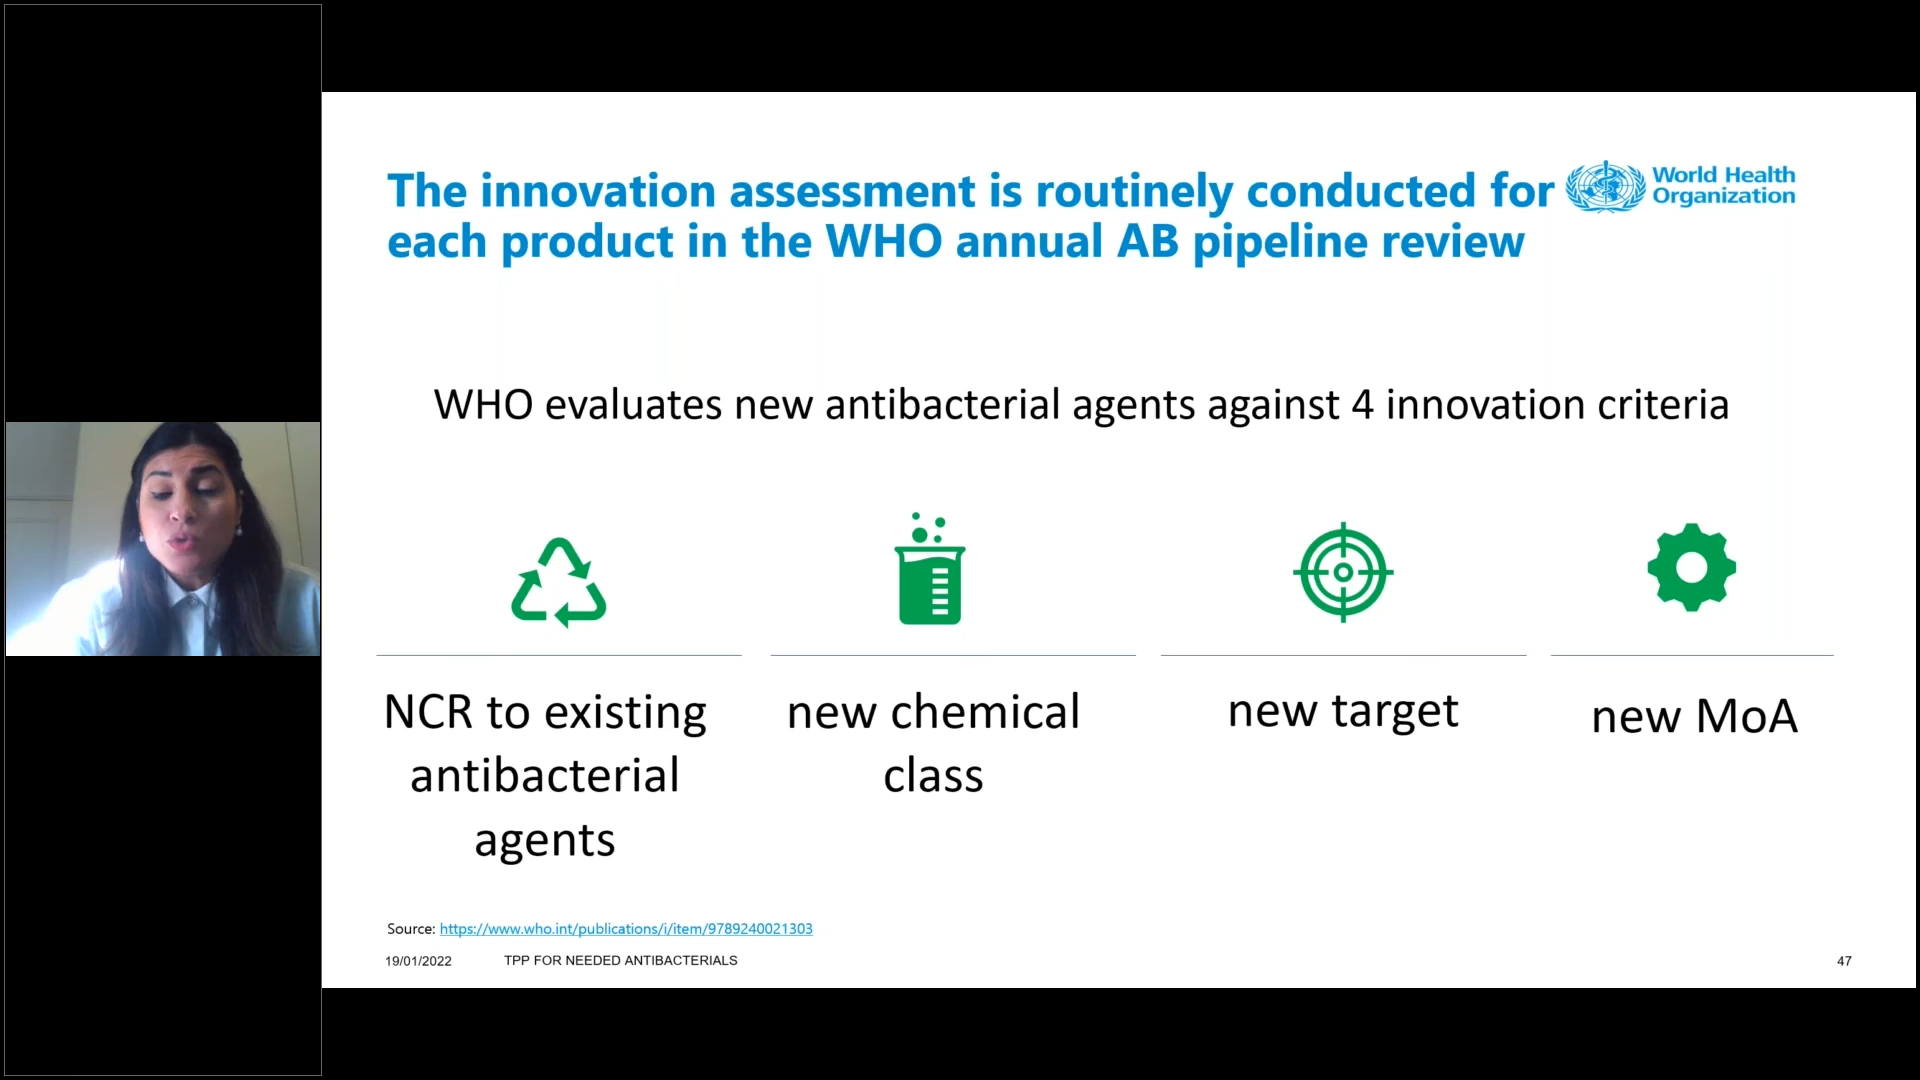 The innovation assessment is routinely conducted for
each product in the WHO annual AB pipeline review
World Health
Organization
WHO evaluates new antibacterial agents against 4 innovation criteria
NCR to existing
antibacterial
agents
new chemical
class
new target
new MoA
Source: https://www.who.int/publications/i/item/9789240021303
19/01/2022
TPP FOR NEEDED ANTIBACTERIALS
47